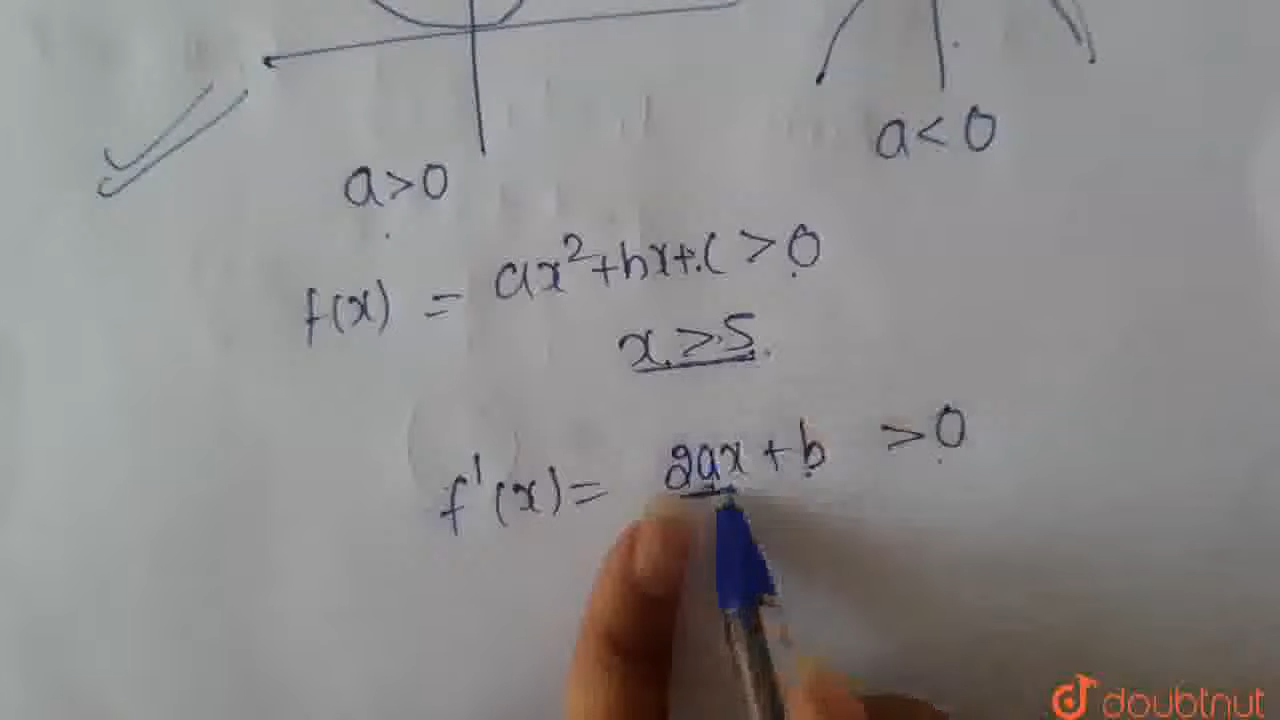 a<0
a>0
f(x) = ax²+bx+c >0
x>5
f'(x)= 2ax+b >0
doubtnut